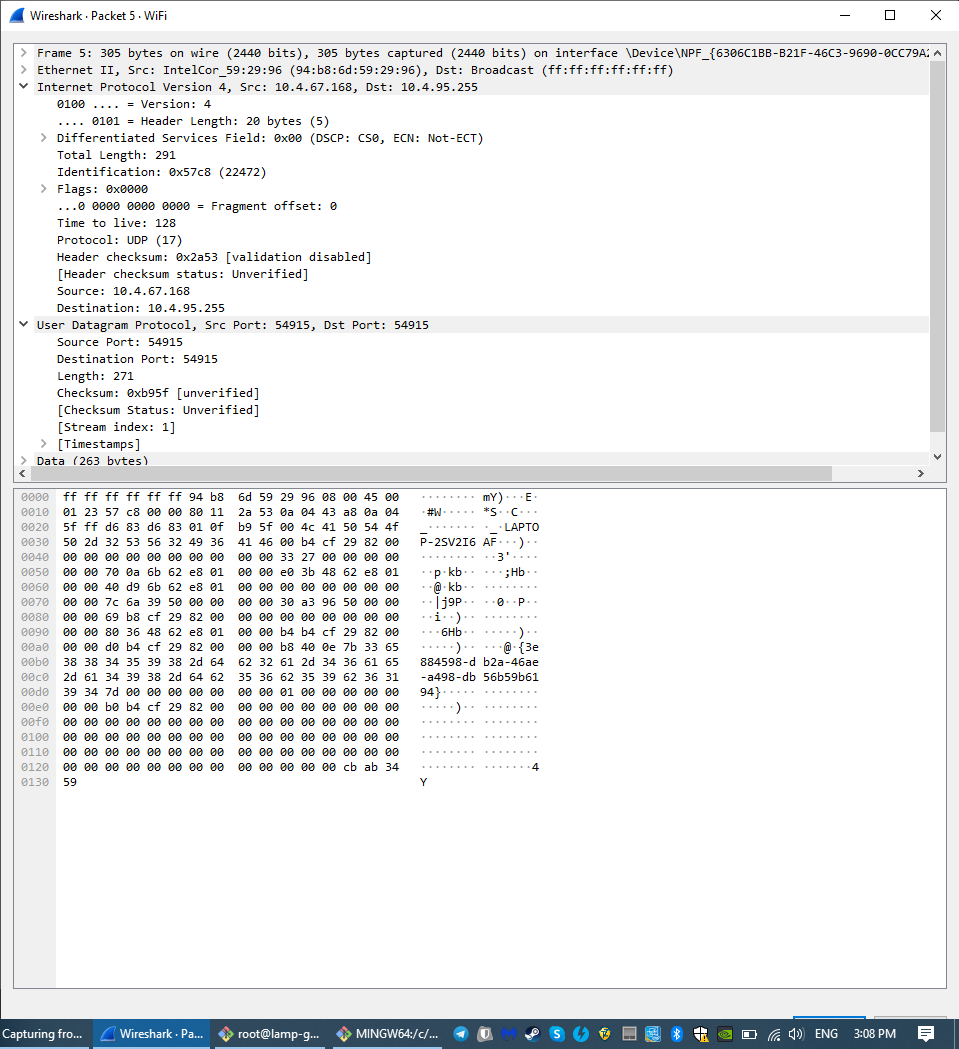 Wireshark · Packet 5 · WiFi
Frame 5: 305 bytes on wire (2440 bits), 305 bytes captured (2440 bits) on interface \Device\NPF_{6306C1BB-B21F-46C3-9690-0CC79A2
Ethernet II, Src: IntelCor_59:29:96 (94:b8:6d:59:29:96), Dst: Broadcast (ff:ff:ff:ff:ff:ff)
Internet Protocol Version 4, Src: 10.4.67.168, Dst: 10.4.95.255
0100 .... = Version: 4
.... 0101 = Header Length: 20 bytes (5)
Differentiated Services Field: 0x00 (DSCP: CS0, ECN: Not-ECT)
Total Length: 291
Identification: 0x57c8 (22472)
Flags: 0x0000
...0 0000 0000 0000 = Fragment offset: 0
Time to live: 128
Protocol: UDP (17)
Header checksum: 0x2a53 [validation disabled]
[Header checksum status: Unverified]
Source: 10.4.67.168
Destination: 10.4.95.255
User Datagram Protocol, Src Port: 54915, Dst Port: 54915
Source Port: 54915
Destination Port: 54915
Length: 271
Checksum: 0xb95f [unverified]
[Checksum Status: Unverified]
[Stream index: 1]
[Timestamps]
Data (263 bytes)
0000 ff ff ff ff ff ff 94 b8 6d 59 29 96 08 00 45 00 ········ mY)···E·
0010 01 23 57 c8 00 00 80 11 2a 53 0a 04 43 a8 0a 04 ·#W····· *S··C···
0020 5f ff d6 83 d6 83 01 0f b9 5f 00 4c 41 50 54 4f _······· ·_·LAPTO
0030 50 2d 32 53 56 32 49 36 41 46 00 b4 cf 29 82 00 P-2SV2I6 AF···)··
0040 00 00 00 00 00 00 00 00 00 00 33 27 00 00 00 00 ········ ··3'····
0050 00 00 70 0a 6b 62 e8 01 00 00 e0 3b 48 62 e8 01 ··p·kb·· ···;Hb··
0060 00 00 40 d9 6b 62 e8 01 00 00 00 00 00 00 00 00 ··@·kb·· ········
0070 00 00 7c 6a 39 50 00 00 00 00 30 a3 96 50 00 00 ··|j9P·· ··0··P··
0080 00 00 69 b8 cf 29 82 00 00 00 00 00 00 00 00 00 ··i··)·· ········
0090 00 00 80 36 48 62 e8 01 00 00 b4 b4 cf 29 82 00 ···6Hb·· ·····)··
00a0 00 00 d0 b4 cf 29 82 00 00 00 b8 40 0e 7b 33 65 ·····)·· ···@·{3e
00b0 38 38 34 35 39 38 2d 64 62 32 61 2d 34 36 61 65 884598-d b2a-46ae
00c0 2d 61 34 39 38 2d 64 62 35 36 62 35 39 62 36 31 -a498-db 56b59b61
00d0 39 34 7d 00 00 00 00 00 00 00 01 00 00 00 00 00 94}····· ········
00e0 00 00 b0 b4 cf 29 82 00 00 00 00 00 00 00 00 00 ·····)·· ········
00f0 00 00 00 00 00 00 00 00 00 00 00 00 00 00 00 00 ········ ········
0100 00 00 00 00 00 00 00 00 00 00 00 00 00 00 00 00 ········ ········
0110 00 00 00 00 00 00 00 00 00 00 00 00 00 00 00 00 ········ ········
0120 00 00 00 00 00 00 00 00 00 00 00 00 00 cb ab 34 ········ ·······4
0130 59 Y
Capturing fro...
Wireshark · Pa...
root@lamp-g...
MINGW64:/c/...
ENG
3:08 PM